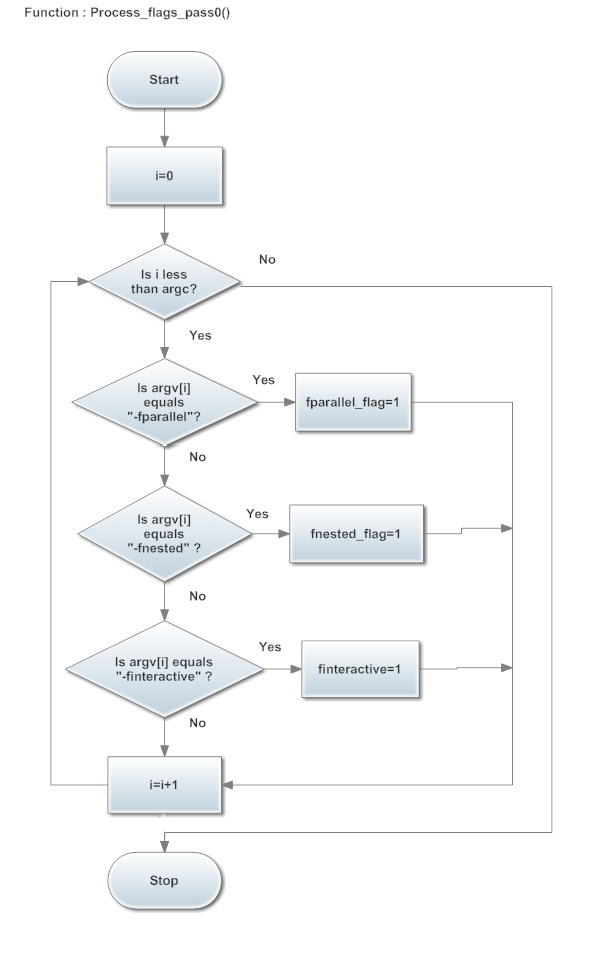 Function : Process_flags_pass0()
Start
i=0
Is i less
than argc?
No
Yes
Is argv[i]
equals
"-fparallel"?
Yes
fparallel_flag=1
No
Is argv[i]
equals
"-fnested" ?
Yes
fnested_flag=1
No
Is argv[i] equals
"-finteractive" ?
Yes
finteractive=1
No
i=i+1
Stop